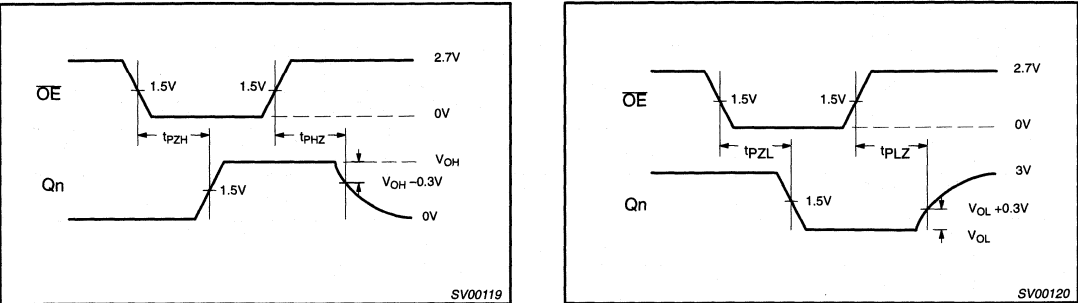 2.7V
OE
1.5V
1.5V
0V
tPZH
tPHZ
VOH
Qn
1.5V
VOH –0.3V
0V
SV00119
2.7V
OE
1.5V
1.5V
0V
tPZL
tPLZ
3V
Qn
1.5V
VOL +0.3V
VOL
SV00120